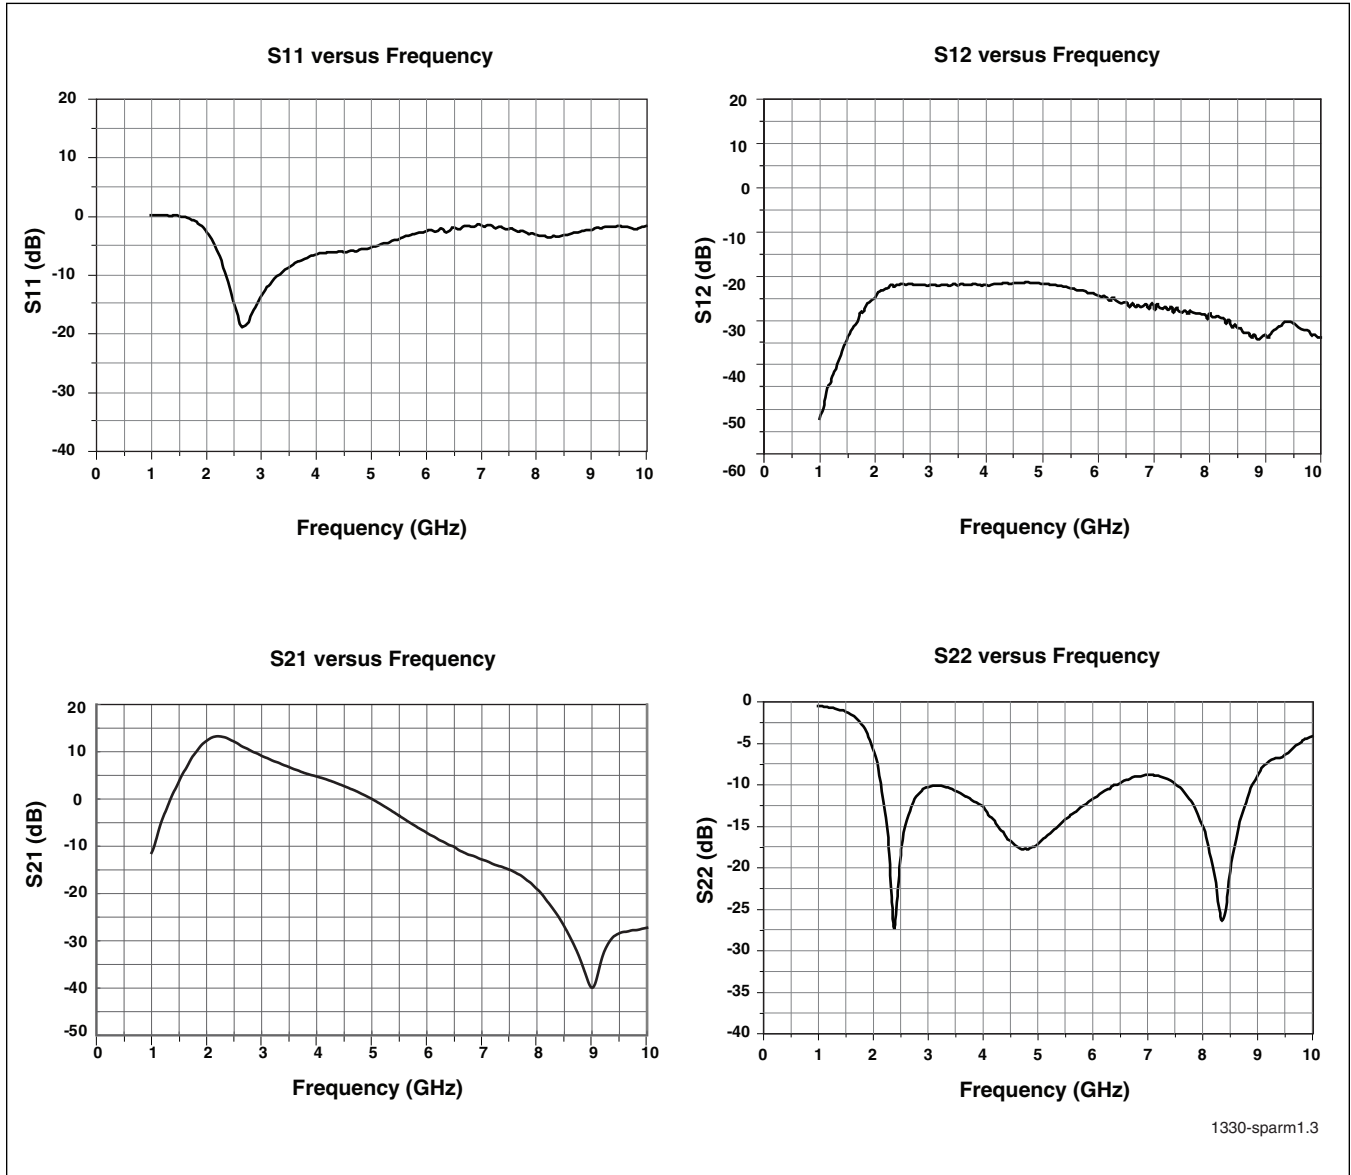 S11 versus Frequency
20
10
0
-10
-20
-30
-40
S11 (dB)
0 1 2 3 4 5 6 7 8 9 10
Frequency (GHz)
S12 versus Frequency
20
10
0
-10
-20
-30
-40
-50
-60
S12 (dB)
0 1 2 3 4 5 6 7 8 9 10
Frequency (GHz)
S21 versus Frequency
20
10
0
-10
-20
-30
-40
-50
S21 (dB)
0 1 2 3 4 5 6 7 8 9 10
Frequency (GHz)
S22 versus Frequency
0
-5
-10
-15
-20
-25
-30
-35
-40
S22 (dB)
0 1 2 3 4 5 6 7 8 9 10
Frequency (GHz)
1330-sparm1.3